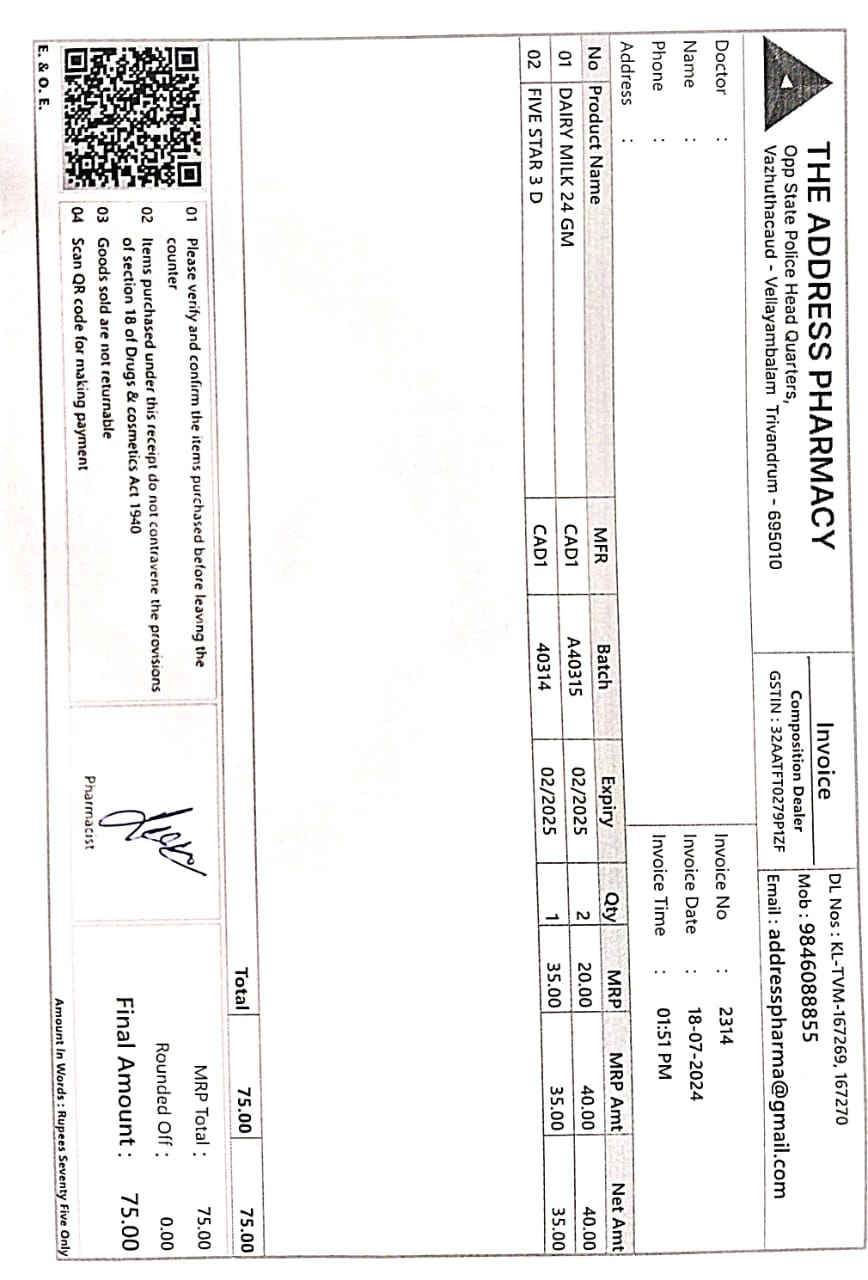 THE ADDRESS PHARMACY
Opp State Police Head Quarters,
Vazhuthacaud - Vellayambalam Trivandrum - 695010
Invoice
Composition Dealer
GSTIN : 32AATFT0279P1ZF
DL Nos : KL-TVM-167269, 167270
Mob : 9846088855
Email : addresspharma@gmail.com
Doctor :
Name :
Phone :
Address :
Invoice No : 2314
Invoice Date : 18-07-2024
Invoice Time : 01:51 PM
No Product Name MFR Batch Expiry Qty MRP MRP Amt Net Amt
01 DAIRY MILK 24 GM CAD1 A40315 02/2025 2 20.00 40.00 40.00
02 FIVE STAR 3 D CAD1 40314 02/2025 1 35.00 35.00 35.00
Total 75.00 75.00
01 Please verify and confirm the items purchased before leaving the
counter
02 Items purchased under this receipt do not contravene the provisions
of section 18 of Drugs & cosmetics Act 1940
03 Goods sold are not returnable
04 Scan QR code for making payment
Pharmacist
MRP Total : 75.00
Rounded Off : 0.00
Final Amount : 75.00
Amount In Words : Rupees Seventy Five Only
E. & O. E.